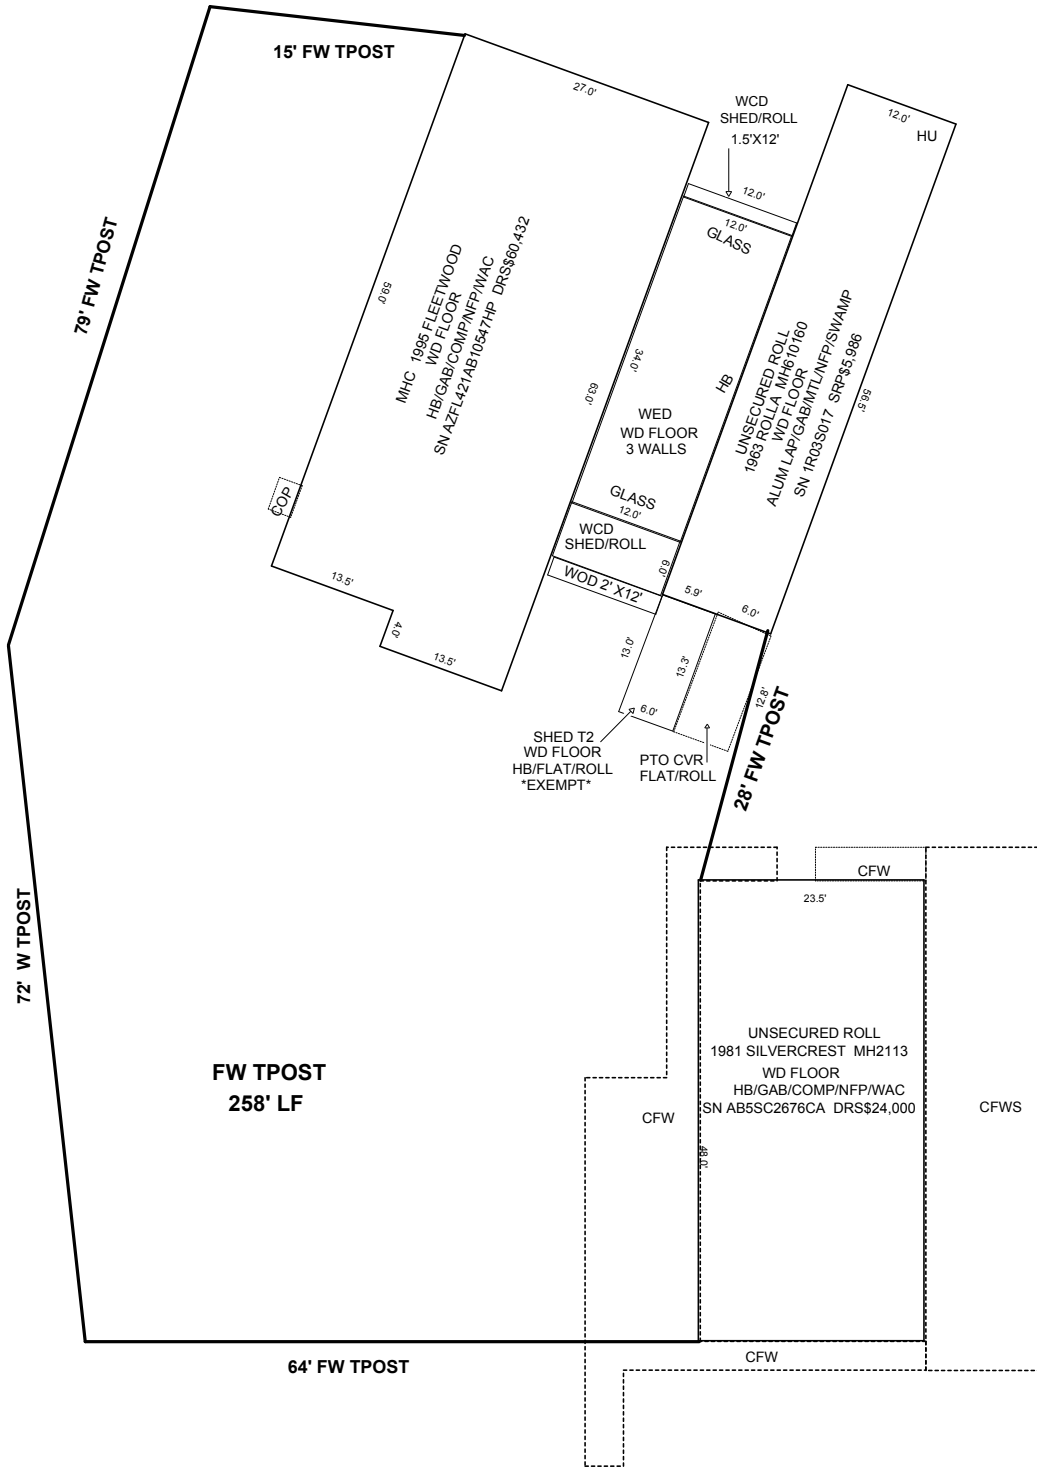 15' FW TPOST
27.0'
WCD
SHED/ROLL
1.5'X12'
12.0'
HU
12.0'
12.0'
GLASS
79' FW TPOST
59.0'
MHC 1995 FLEETWOOD
WD FLOOR
HB/GAB/COMP/NFP/WAC
SN AZFL421AB10547HP DRS$60,432
34.0'
63.0'
HB
WED
WD FLOOR
3 WALLS
UNSECURED ROLL
1963 ROLLA MH610160
WD FLOOR
ALUM LAP/GAB/MTL/NFP/SWAMP
SN 1R03S017 SRP$5,986
56.5'
COP
GLASS
12.0'
WCD
SHED/ROLL
6.0'
WOD 2' X12'
13.5'
4.0'
13.5'
5.9'
6.0'
13.0'
13.3'
12.8'
6.0'
SHED T2
WD FLOOR
HB/FLAT/ROLL
*EXEMPT*
PTO CVR
FLAT/ROLL
28' FW TPOST
CFW
23.5'
72' W TPOST
UNSECURED ROLL
1981 SILVERCREST MH2113
WD FLOOR
HB/GAB/COMP/NFP/WAC
SN AB5SC2676CA DRS$24,000
FW TPOST
258' LF
CFW
CFWS
48.0'
CFW
64' FW TPOST